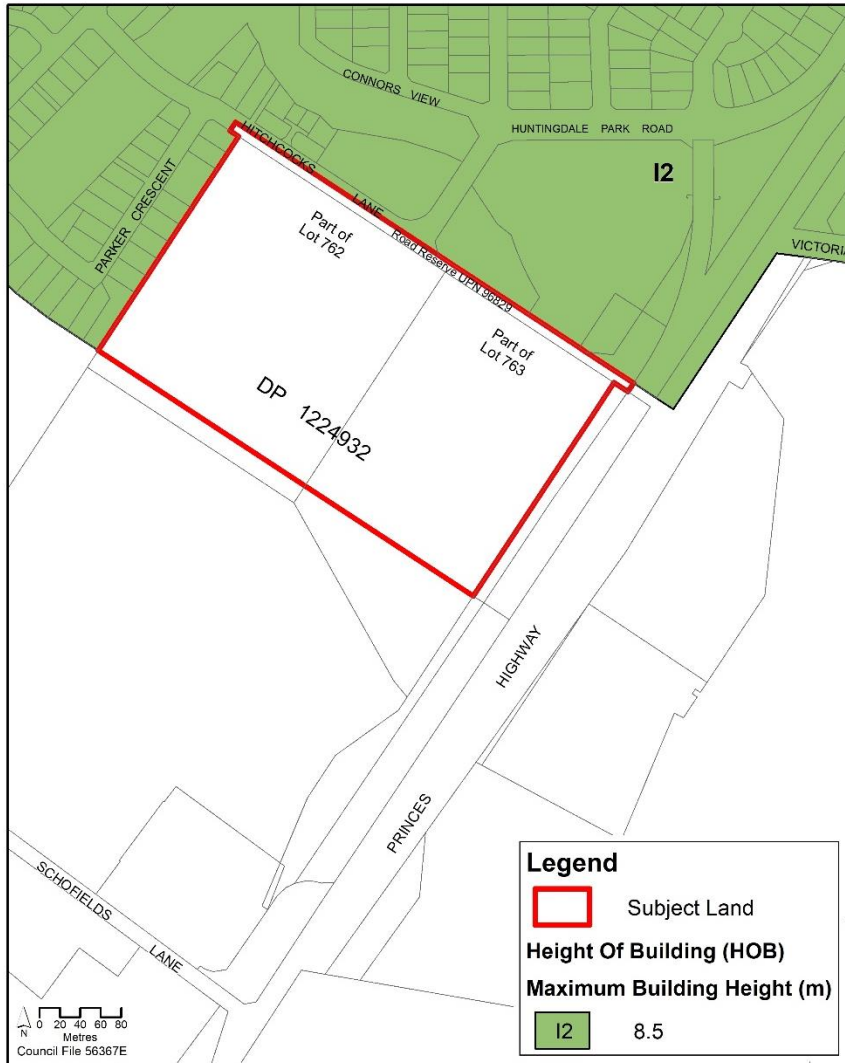 CONNORS VIEW
HUNTINGDALE PARK ROAD
HITCHCOCKS
LANE
I2
PARKER CRESCENT
Part of
Lot 762
Road Reserve UPN 96829
VICTORIA
Part of
Lot 763
DP 1224932
HIGHWAY
PRINCES
SCHOFIELDS
LANE
Legend
Subject Land
Height Of Building (HOB)
Maximum Building Height (m)
I2 8.5
N
0 20 40 60 80
Metres
Council File 56367E